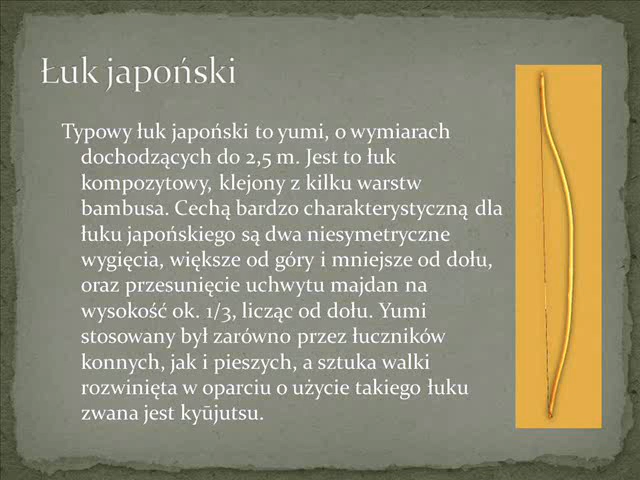 Łuk japoński
Typowy łuk japoński to yumi, o wymiarach
dochodzących do 2,5 m. Jest to łuk
kompozytowy, klejony z kilku warstw
bambusa. Cechą bardzo charakterystyczną dla
łuku japońskiego są dwa niesymetryczne
wygięcia, większe od góry i mniejsze od dołu,
oraz przesunięcie uchwytu majdan na
wysokość ok. 1/3, licząc od dołu. Yumi
stosowany był zarówno przez łuczników
konnych, jak i pieszych, a sztuka walki
rozwinięta w oparciu o użycie takiego łuku
zwana jest kyūjutsu.